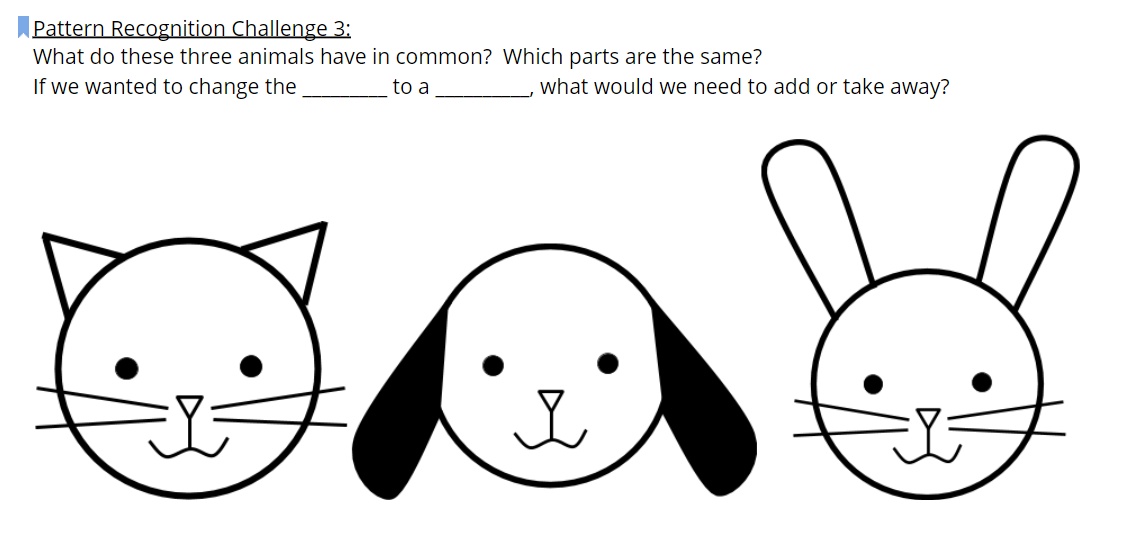 Pattern Recognition Challenge 3:
What do these three animals have in common?  Which parts are the same?
If we wanted to change the _________ to a __________, what would we need to add or take away?